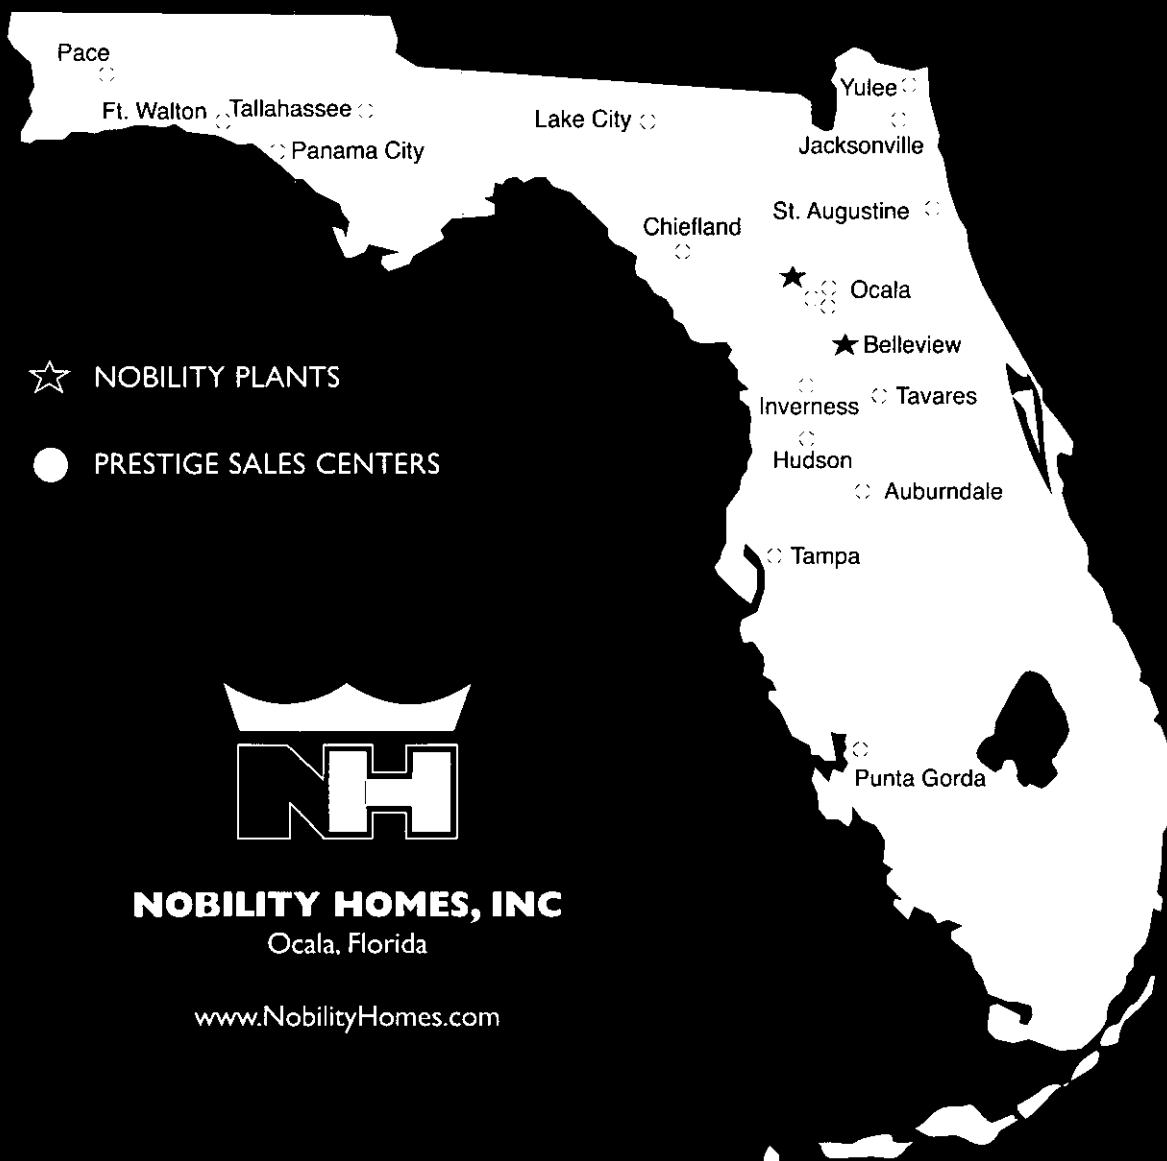 Pace
Yulee
Ft. Walton
Tallahassee
Lake City
Jacksonville
Panama City
St. Augustine
Chiefland
Ocala
Belleview
NOBILITY PLANTS
Tavares
Inverness
Hudson
PRESTIGE SALES CENTERS
Auburndale
Tampa
Punta Gorda
NH
NOBILITY HOMES, INC
Ocala, Florida
www.NobilityHomes.com